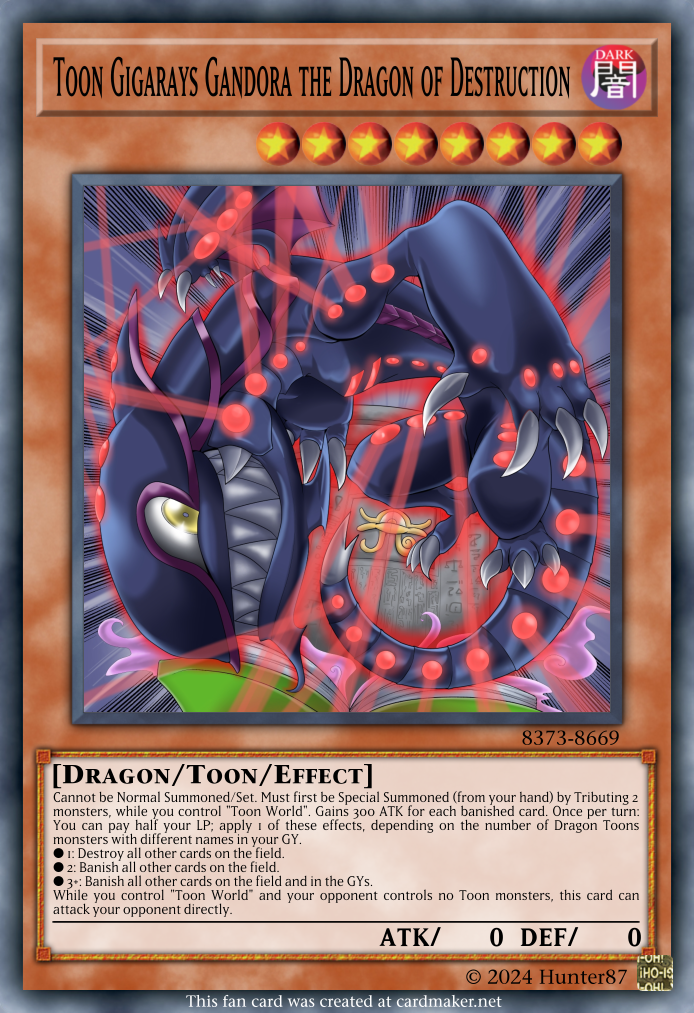 Toon Gigarays Gandora the Dragon of Destruction
DARK
闇
8373-8669
[Dragon/Toon/Effect]
Cannot be Normal Summoned/Set. Must first be Special Summoned (from your hand) by Tributing 2
monsters, while you control "Toon World". Gains 300 ATK for each banished card. Once per turn:
You can pay half your LP; apply 1 of these effects, depending on the number of Dragon Toons
monsters with different names in your GY.
● 1: Destroy all other cards on the field.
● 2: Banish all other cards on the field.
● 3+: Banish all other cards on the field and in the GYs.
While you control "Toon World" and your opponent controls no Toon monsters, this card can
attack your opponent directly.
ATK/ 0 DEF/ 0
© 2024 Hunter87
This fan card was created at cardmaker.net